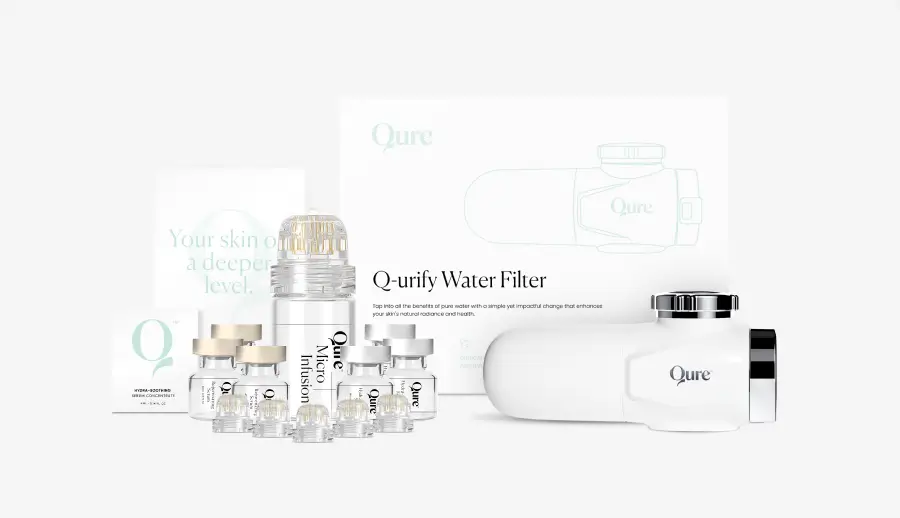 Qure
Qure
Your skin o
a deeper
level.
Q-urify Water Filter
Tap into all the benefits of pure water with a simple yet impactful change that enhances
your skin's natural radiance and health.
Q
HYDRA-SOOTHING
SERUM CONCENTRATE
Qure
Micro
Infusion
Qure
Qure
Qure
Qure
Qure